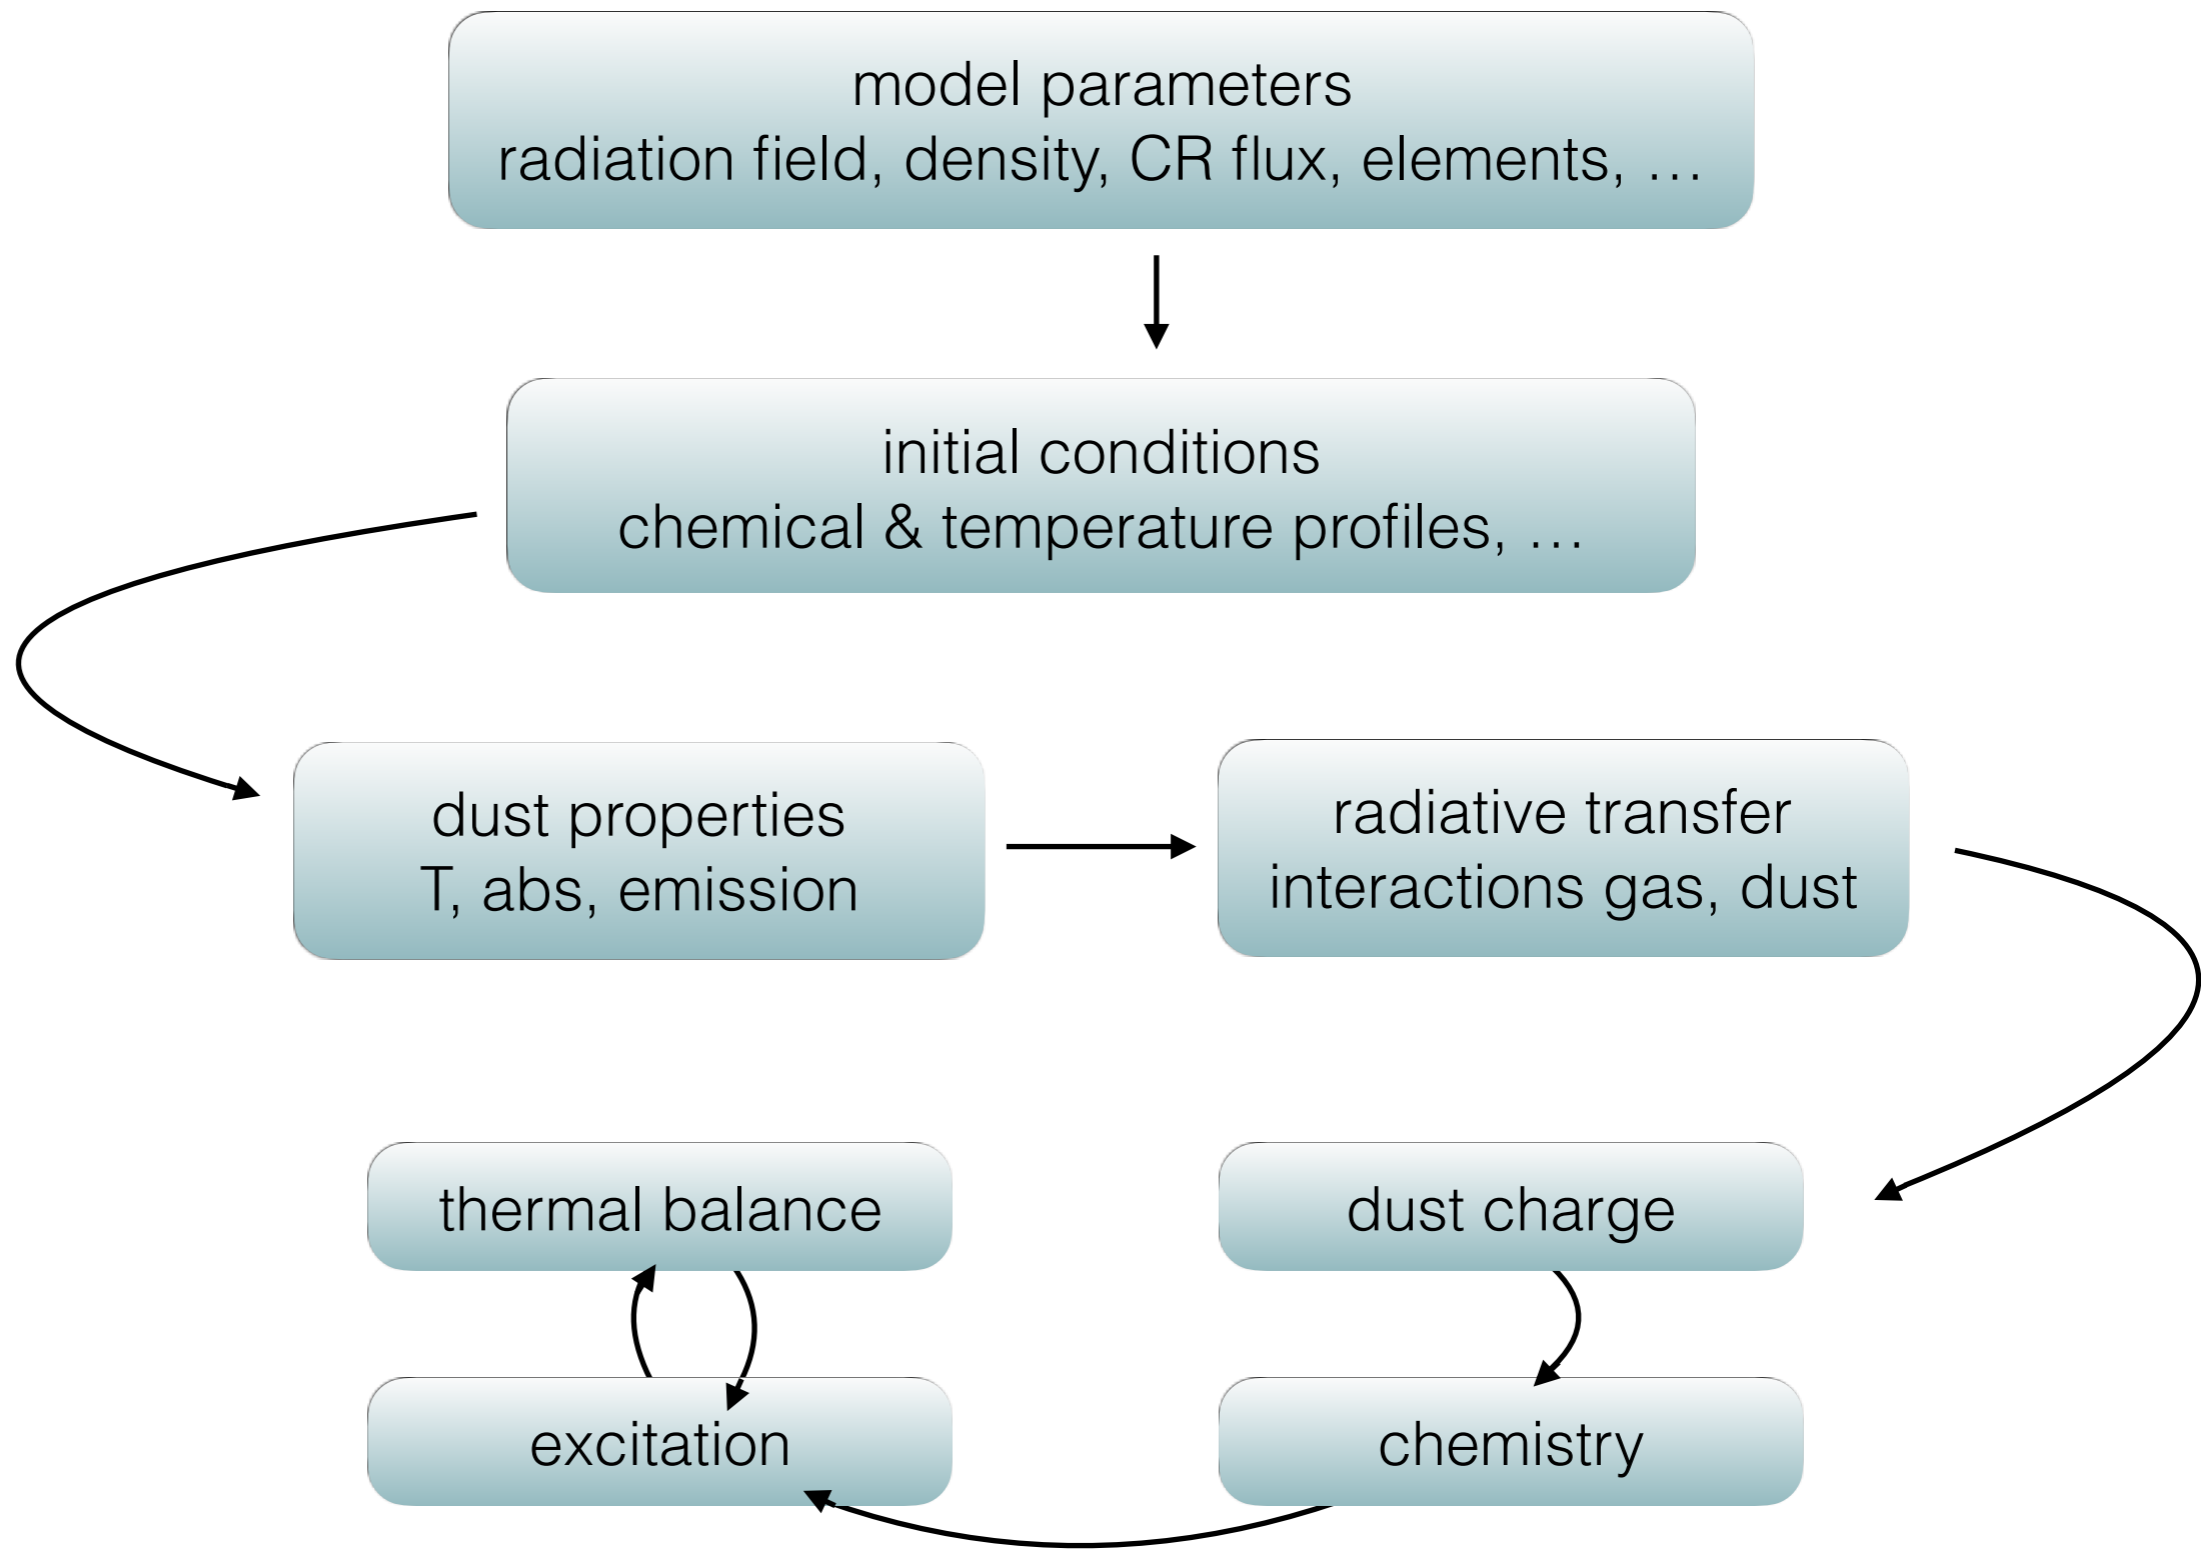 model parameters
radiation field, density, CR flux, elements, …
initial conditions
chemical & temperature profiles, …
dust properties
T, abs, emission
radiative transfer
interactions gas, dust
thermal balance
dust charge
excitation
chemistry